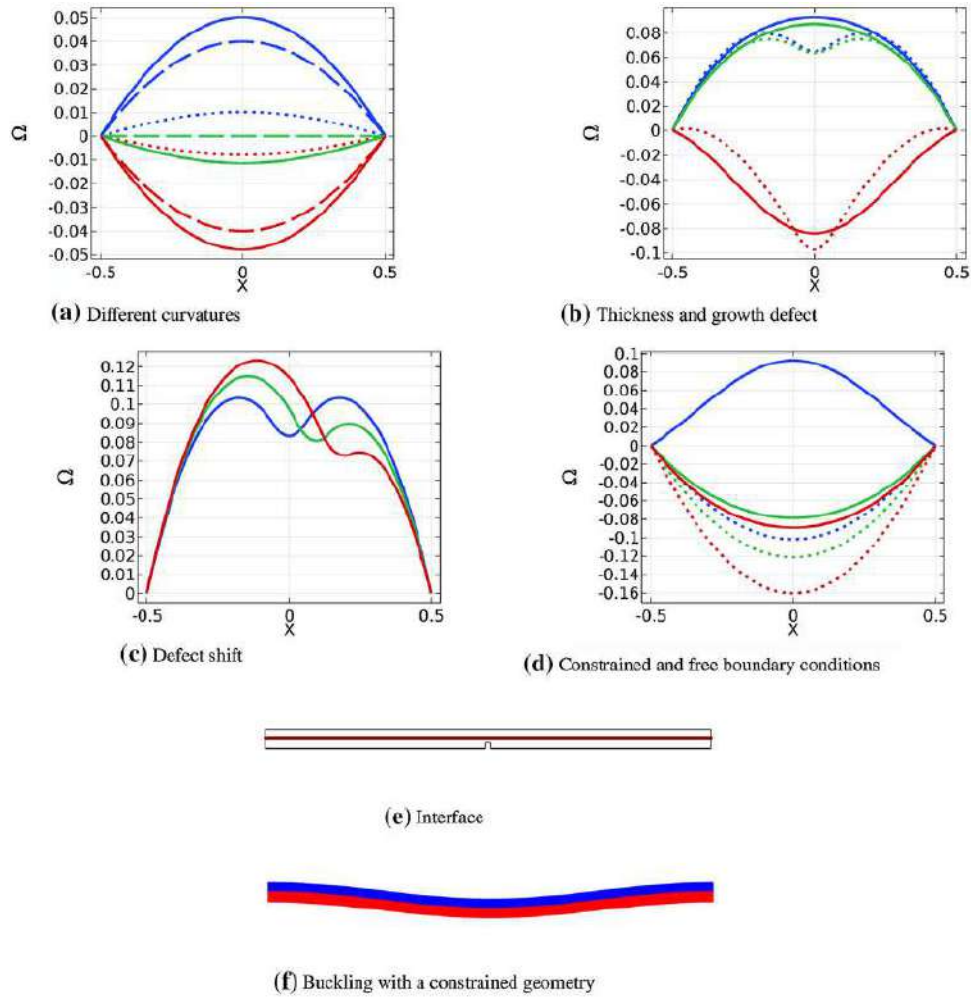 0.05
0.04
0.03
0.02
0.01
0
-0.01
-0.02
-0.03
-0.04
-0.05
Ω
-0.5 0 0.5
X
(a) Different curvatures
0.08
0.06
0.04
0.02
0
-0.02
-0.04
-0.06
-0.08
-0.1
Ω
-0.5 0 0.5
X
(b) Thickness and growth defect
0.12
0.11
0.1
0.09
0.08
0.07
0.06
0.05
0.04
0.03
0.02
0.01
0
Ω
-0.5 0 0.5
X
(c) Defect shift
0.1
0.08
0.06
0.04
0.02
0
-0.02
-0.04
-0.06
-0.08
-0.1
-0.12
-0.14
-0.16
Ω
-0.5 0 0.5
X
(d) Constrained and free boundary conditions
(e) Interface
(f) Buckling with a constrained geometry